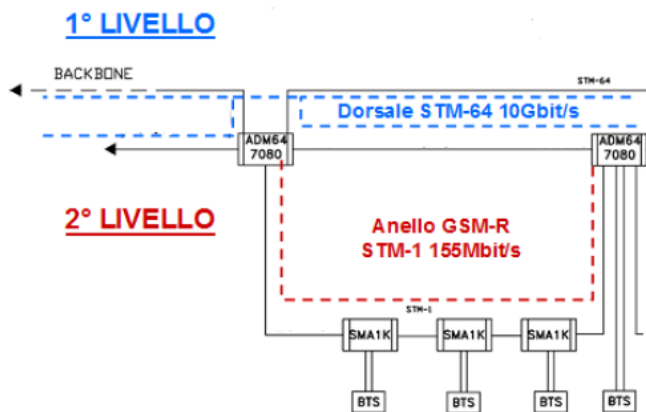 1° LIVELLO
BACKBONE
STM-64
Dorsale STM-64 10Gbit/s
ADM64
7080
ADM64
7080
2° LIVELLO
Anello GSM-R
STM-1 155Mbit/s
STM-1
SMA1K
SMA1K
SMA1K
BTS
BTS
BTS
BTS